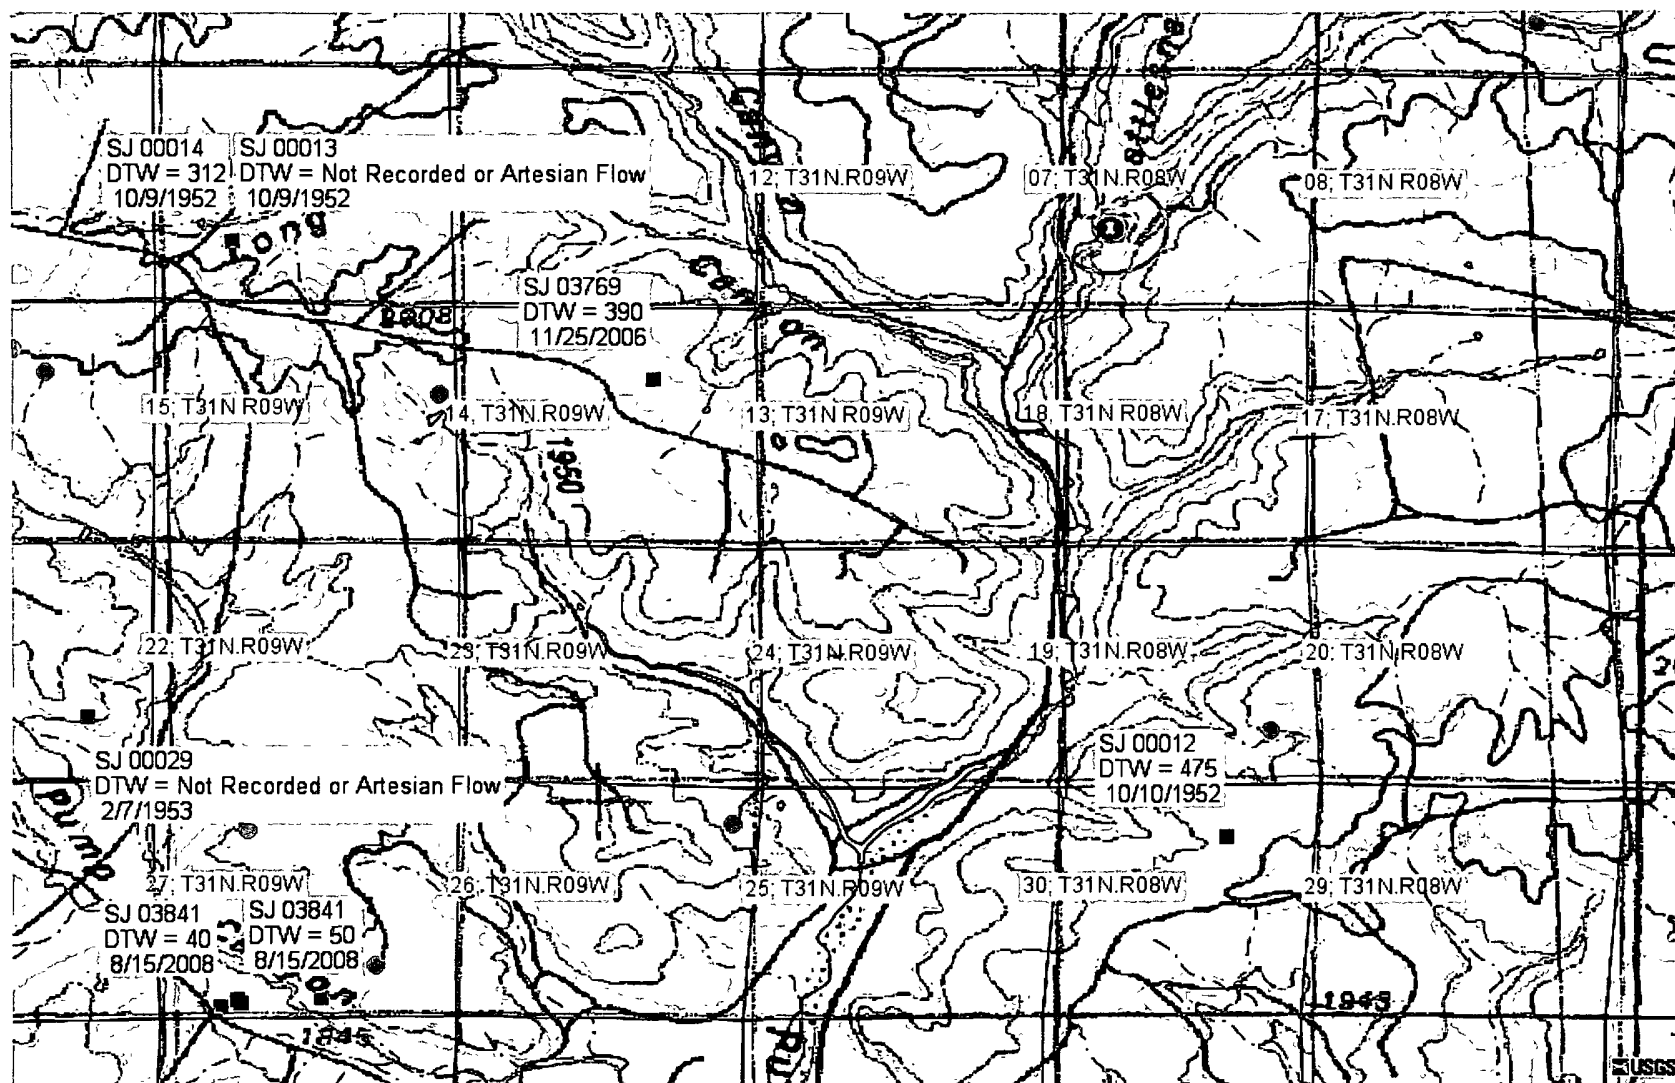 SJ 00014
DTW = 312
10/9/1952
SJ 00013
DTW = Not Recorded or Artesian Flow
10/9/1952
12; T31N R09W
07; T31N R08W
08; T31N R08W
Canyon
SJ 03769
DTW = 390
11/25/2006
15; T31N R09W
14; T31N R09W
13; T31N R09W
18, T31N R08W
17; T31N R08W
1950
22; T31N R09W
23; T31N R09W
24; T31N R09W
19; T31N R08W
20; T31N R08W
SJ 00029
DTW = Not Recorded or Artesian Flow
2/7/1953
SJ 00012
DTW = 475
10/10/1952
Pump
27; T31N R09W
26; T31N R09W
25; T31N R09W
30; T31N R08W
29; T31N R08W
SJ 03841
DTW = 40
8/15/2008
SJ 03841
DTW = 50
8/15/2008
1945
USGS